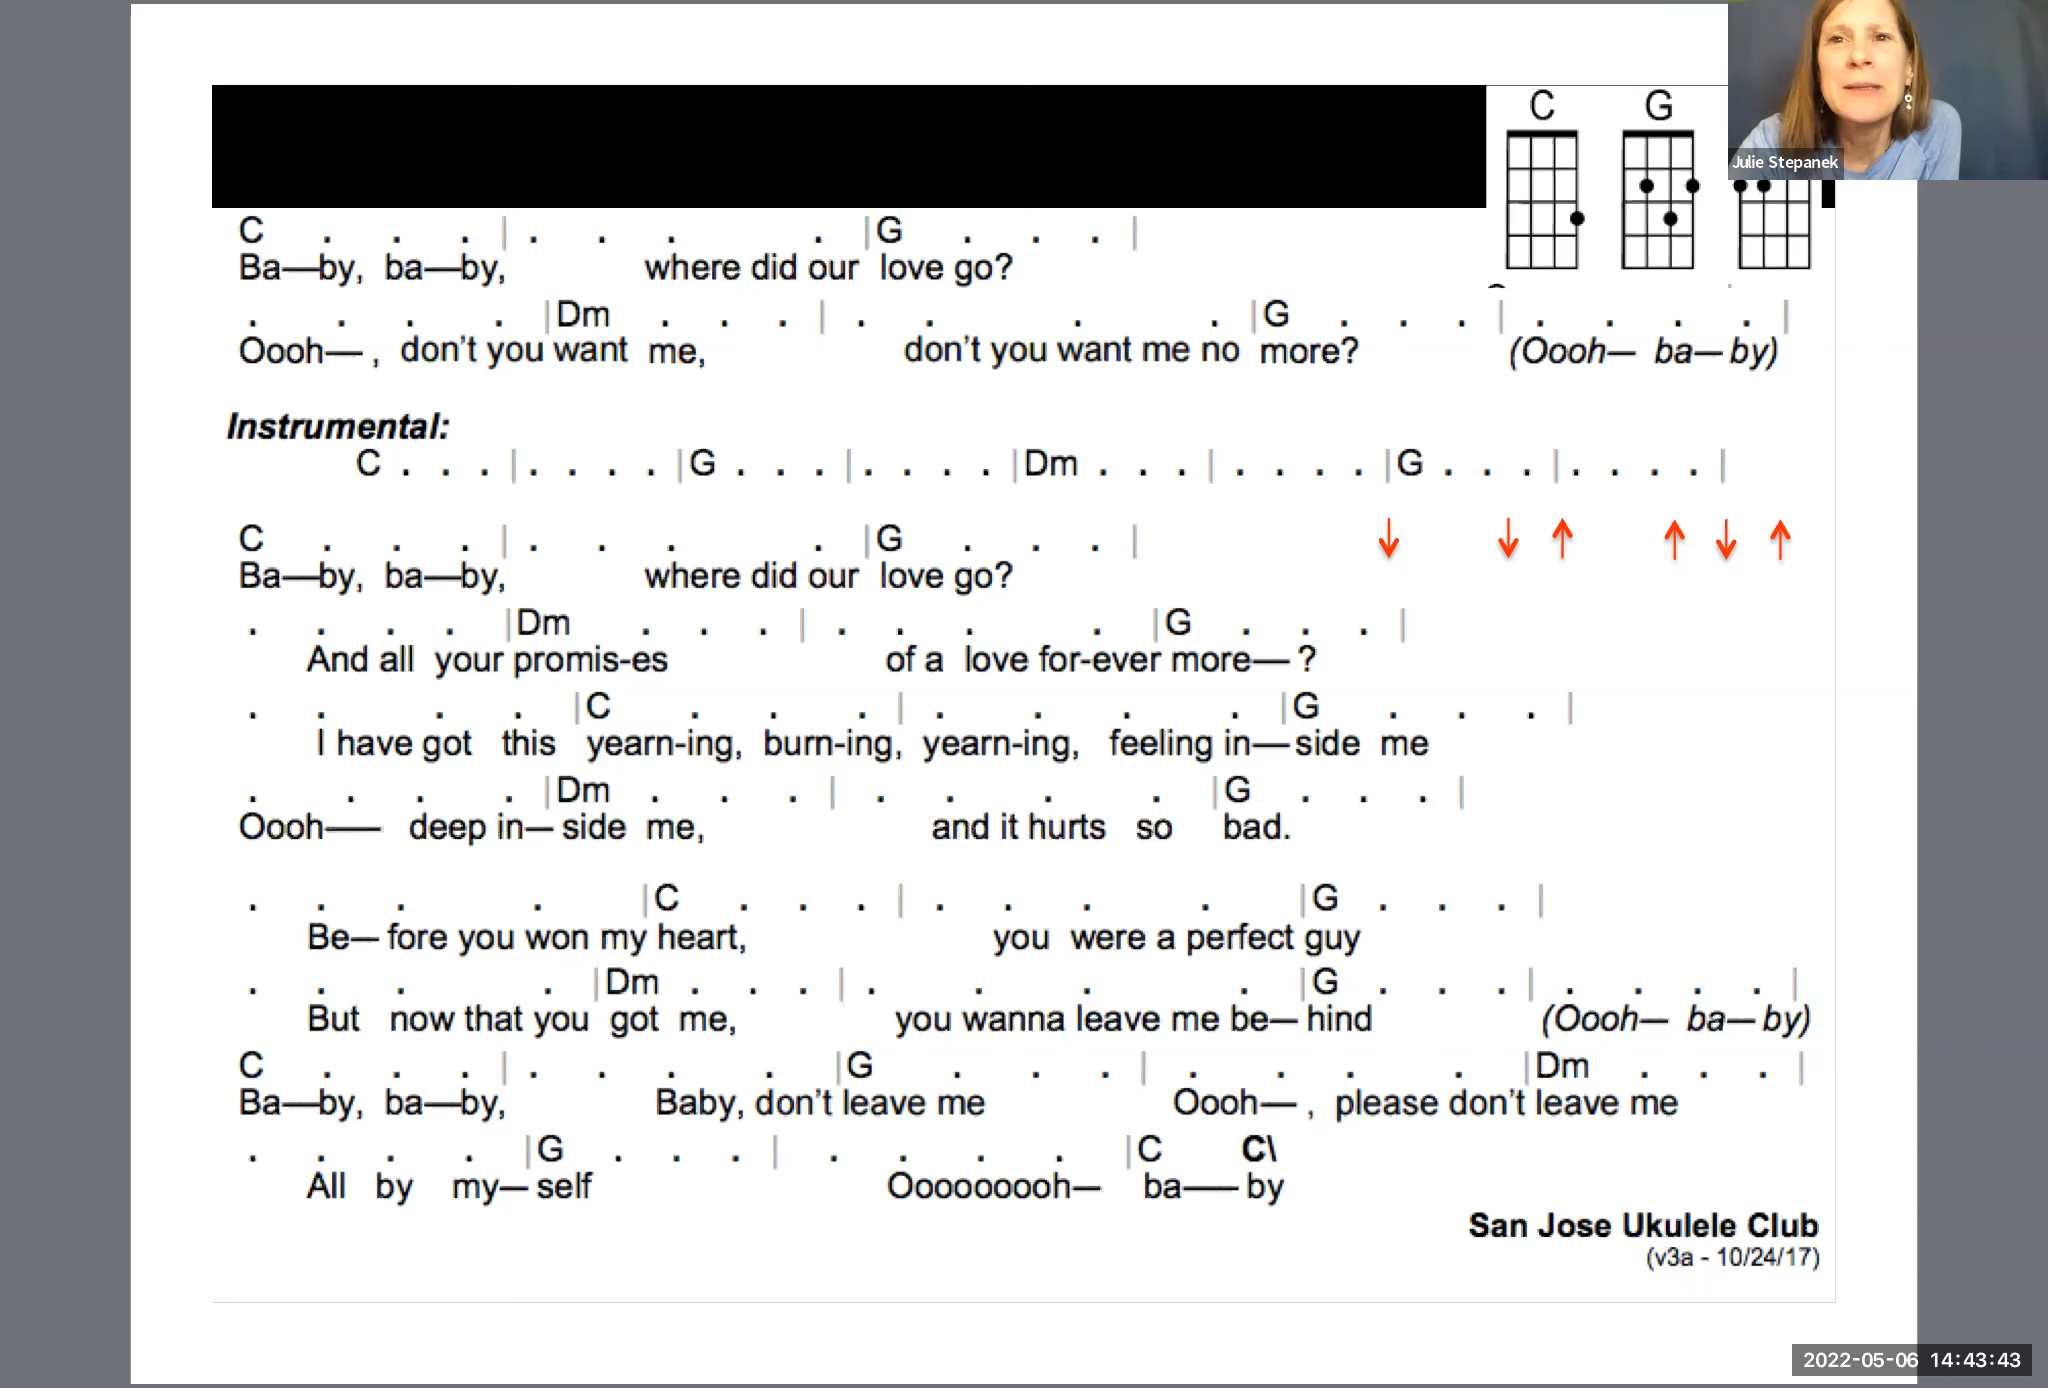 C G
Julie Stepanek
C . . . | . . . . |G . . . |
Ba—by, ba—by, where did our love go?
. . . . |Dm . . . | . . . . |G . . . | . . . . |
Oooh— , don't you want me, don't you want me no more? (Oooh— ba— by)
Instrumental:
C . . . | . . . . |G . . . | . . . . |Dm . . . | . . . . |G . . . | . . . . |
C . . . | . . . . |G . . . |
Ba—by, ba—by, where did our love go?
. . . . |Dm . . . | . . . . |G . . . |
And all your promis-es of a love for-ever more— ?
. . . . |C . . . | . . . . |G . . . |
I have got this yearn-ing, burn-ing, yearn-ing, feeling in— side me
. . . . |Dm . . . | . . . . |G . . . |
Oooh— deep in— side me, and it hurts so bad.
. . . . |C . . . | . . . . |G . . . |
Be— fore you won my heart, you were a perfect guy
. . . . |Dm . . . | . . . . |G . . . | . . . . |
But now that you got me, you wanna leave me be— hind (Oooh— ba— by)
C . . . | . . . . |G . . . | . . . . |Dm . . . |
Ba—by, ba—by, Baby, don't leave me Oooh— , please don't leave me
. . . . |G . . . | . . . . |C C\
All by my— self Ooooooooh— ba— by
San Jose Ukulele Club
(v3a - 10/24/17)
2022-05-06 14:43:43